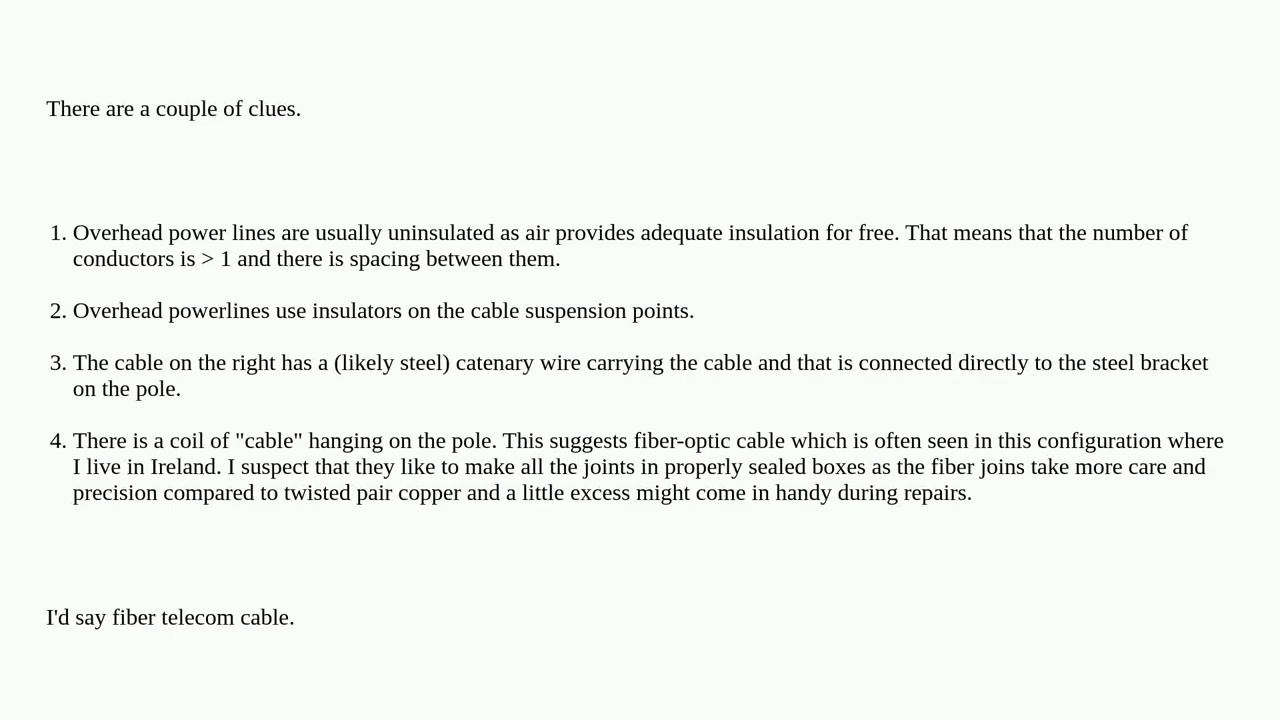 There are a couple of clues.
1. Overhead power lines are usually uninsulated as air provides adequate insulation for free. That means that the number of
conductors is > 1 and there is spacing between them.
2. Overhead powerlines use insulators on the cable suspension points.
3. The cable on the right has a (likely steel) catenary wire carrying the cable and that is connected directly to the steel bracket
on the pole.
4. There is a coil of "cable" hanging on the pole. This suggests fiber-optic cable which is often seen in this configuration where
I live in Ireland. I suspect that they like to make all the joints in properly sealed boxes as the fiber joins take more care and
precision compared to twisted pair copper and a little excess might come in handy during repairs.
I'd say fiber telecom cable.